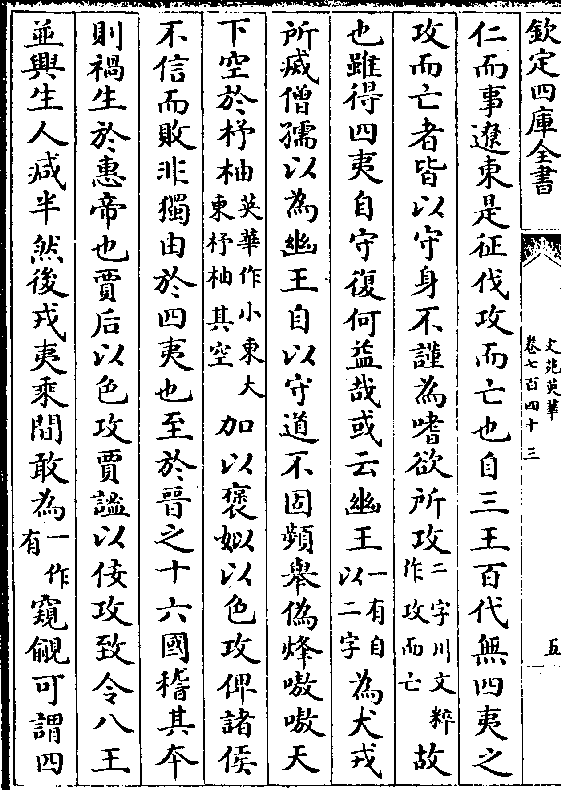 欽定四庫全書
文苑英華
卷七百四十三
五
仁而事遼東是征伐攻而亡也自三王百代無四夷之
攻而亡者皆以守身不謹為嗜欲所攻二字川文粹作攻而亡故
也雖得四夷自守復何益哉或云幽王一有自以二字為犬戎
所滅僧孺以為幽王自以守道不固頻舉偽烽嗷嗷天
下空於杼柚英華作小東大東杼柚其空加以褒姒以色攻俾諸侯
不信而敗非獨由於四夷也至於晉之十六國稽其本
則禍生於惠帝也賈后以色攻賈謐以佞攻致令八王
並興生人減半然後戎夷乘間敢為一作有窺覦可謂四